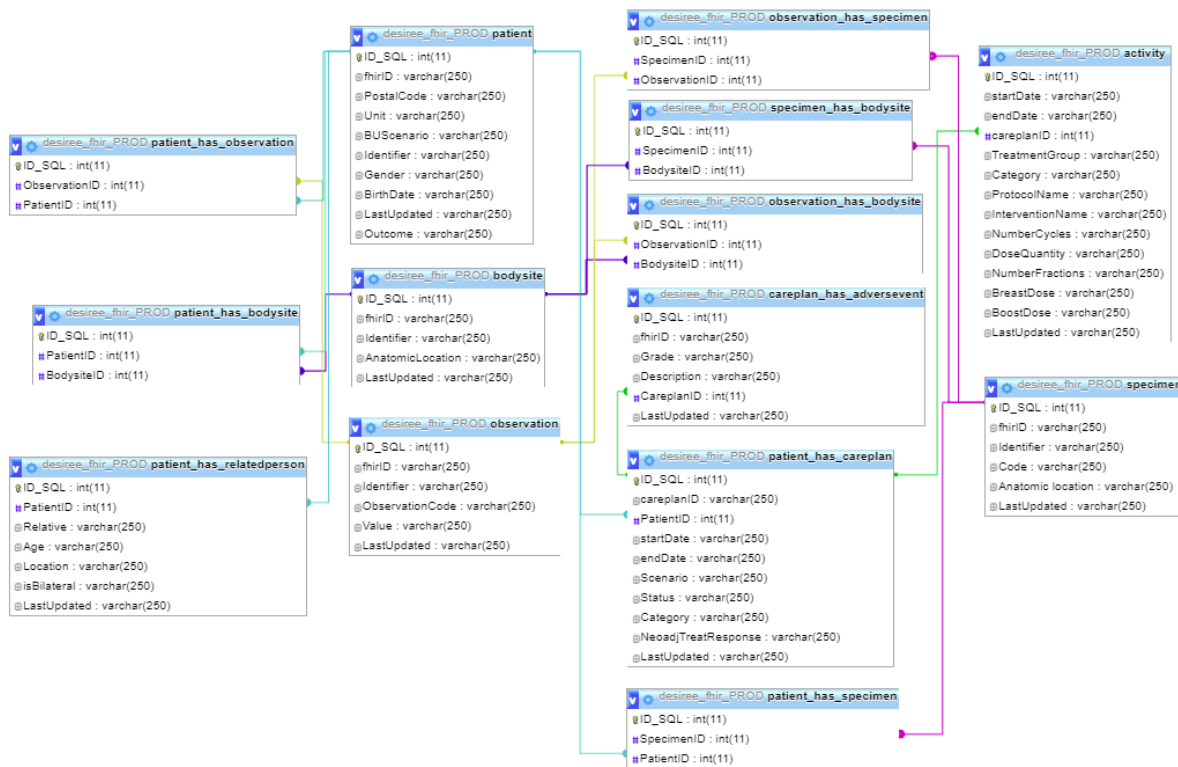 desiree_fhir_PROD patient_has_observation
ID_SQL : int(11)
ObservationID : int(11)
PatientID : int(11)
desiree_fhir_PROD patient_has_bodysite
ID_SQL : int(11)
PatientID : int(11)
BodysiteID : int(11)
desiree_fhir_PROD patient_has_relatedperson
ID_SQL : int(11)
PatientID : int(11)
Relative : varchar(250)
Age : varchar(250)
Location : varchar(250)
isBilateral : varchar(250)
LastUpdated : varchar(250)
desiree_fhir_PROD patient
ID_SQL : int(11)
fhirID : varchar(250)
PostalCode : varchar(250)
Unit : varchar(250)
BUScenario : varchar(250)
Identifier : varchar(250)
Gender : varchar(250)
BirthDate : varchar(250)
LastUpdated : varchar(250)
Outcome : varchar(250)
desiree_fhir_PROD bodysite
ID_SQL : int(11)
fhirID : varchar(250)
Identifier : varchar(250)
AnatomicLocation : varchar(250)
LastUpdated : varchar(250)
desiree_fhir_PROD observation
ID_SQL : int(11)
fhirID : varchar(250)
Identifier : varchar(250)
ObservationCode : varchar(250)
Value : varchar(250)
LastUpdated : varchar(250)
desiree_fhir_PROD observation_has_specimen
ID_SQL : int(11)
SpecimenID : int(11)
ObservationID : int(11)
desiree_fhir_PROD specimen_has_bodysite
ID_SQL : int(11)
SpecimenID : int(11)
BodysiteID : int(11)
desiree_fhir_PROD observation_has_bodysite
ID_SQL : int(11)
ObservationID : int(11)
BodysiteID : int(11)
desiree_fhir_PROD careplan_has_adversevent
ID_SQL : int(11)
fhirID : varchar(250)
Grade : varchar(250)
Description : varchar(250)
CareplanID : int(11)
LastUpdated : varchar(250)
desiree_fhir_PROD patient_has_careplan
ID_SQL : int(11)
careplanID : varchar(250)
PatientID : int(11)
startDate : varchar(250)
endDate : varchar(250)
Scenario : varchar(250)
Status : varchar(250)
Category : varchar(250)
NeoadjTreatResponse : varchar(250)
LastUpdated : varchar(250)
desiree_fhir_PROD patient_has_specimen
ID_SQL : int(11)
SpecimenID : int(11)
PatientID : int(11)
desiree_fhir_PROD activity
ID_SQL : int(11)
startDate : varchar(250)
endDate : varchar(250)
careplanID : int(11)
TreatmentGroup : varchar(250)
Category : varchar(250)
ProtocolName : varchar(250)
InterventionName : varchar(250)
NumberCycles : varchar(250)
DoseQuantity : varchar(250)
NumberFractions : varchar(250)
BreastDose : varchar(250)
BoostDose : varchar(250)
LastUpdated : varchar(250)
desiree_fhir_PROD specimen
ID_SQL : int(11)
fhirID : varchar(250)
Identifier : varchar(250)
Code : varchar(250)
Anatomic location : varchar(250)
LastUpdated : varchar(250)